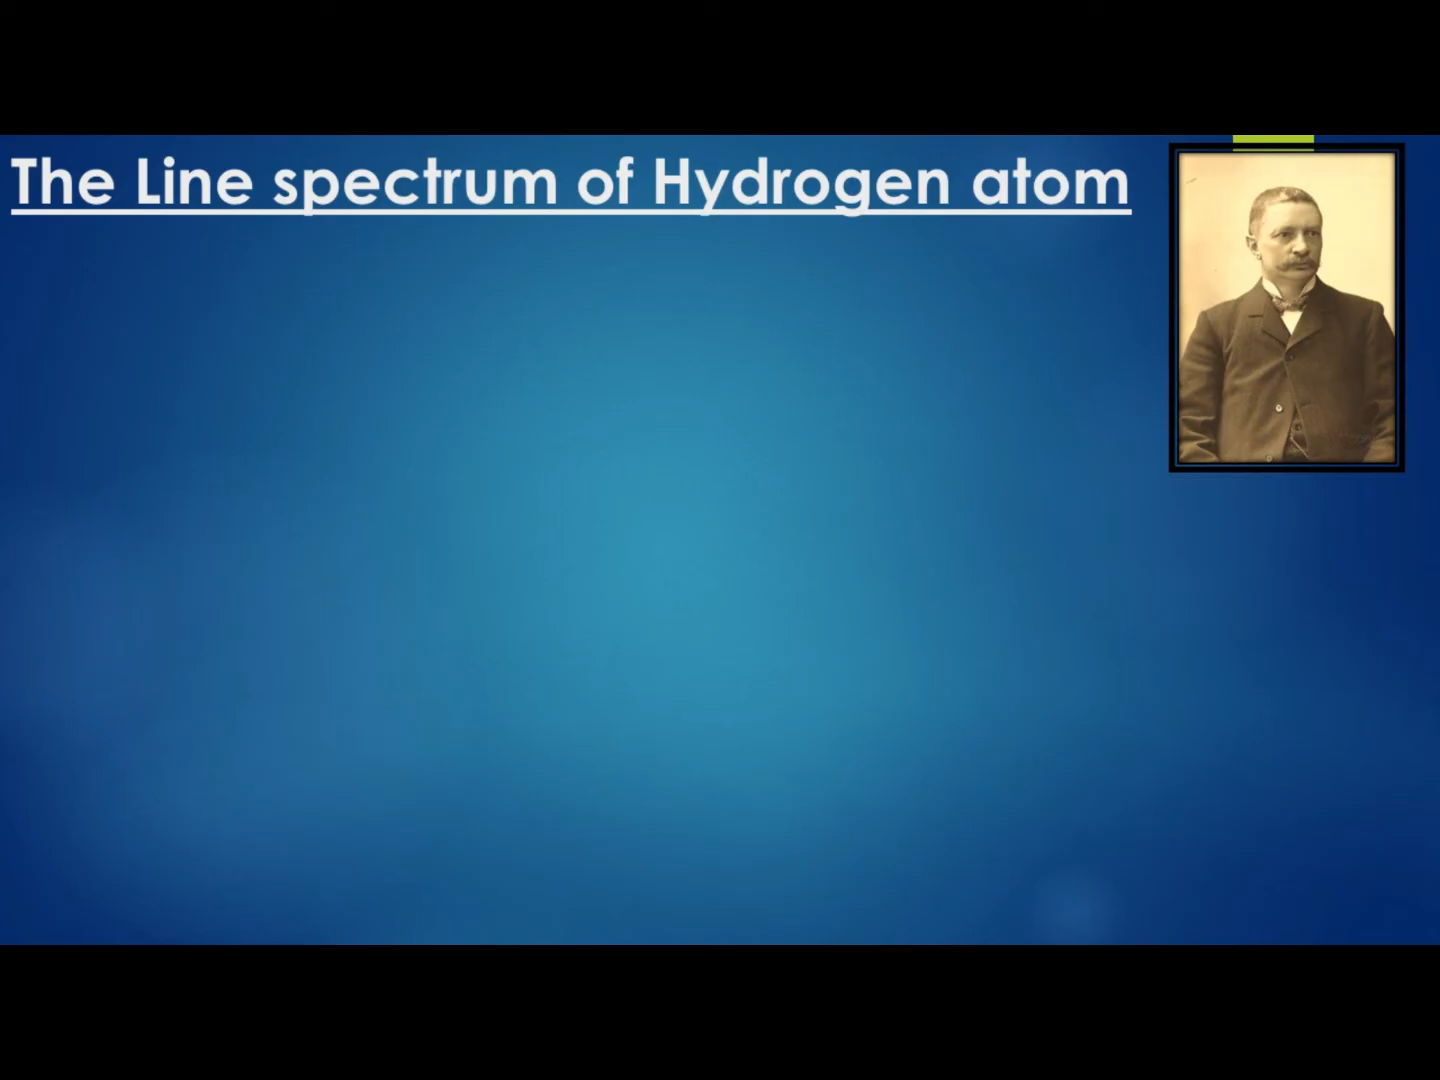 The Line spectrum of Hydrogen atom